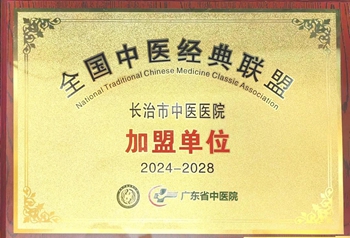 全国中医经典联盟
National Traditional Chinese Medicine Classic Association
长治市中医医院
加盟单位
2024-2028
广东省中医院